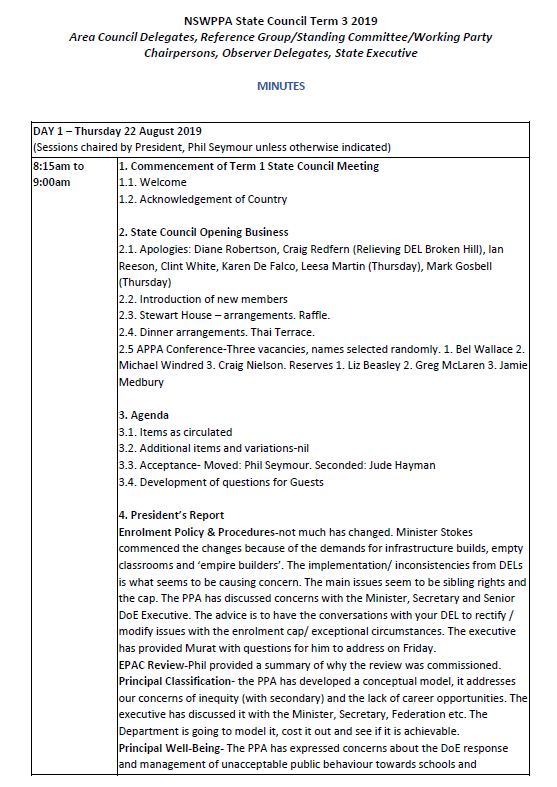 NSWPPA State Council Term 3 2019
Area Council Delegates, Reference Group/Standing Committee/Working Party
Chairpersons, Observer Delegates, State Executive
MINUTES
DAY 1 – Thursday 22 August 2019
(Sessions chaired by President, Phil Seymour unless otherwise indicated)
8:15am to
9:00am
1. Commencement of Term 1 State Council Meeting
1.1. Welcome
1.2. Acknowledgement of Country
2. State Council Opening Business
2.1. Apologies: Diane Robertson, Craig Redfern (Relieving DEL Broken Hill), Ian
Reeson, Clint White, Karen De Falco, Leesa Martin (Thursday), Mark Gosbell
(Thursday)
2.2. Introduction of new members
2.3. Stewart House – arrangements. Raffle.
2.4. Dinner arrangements. Thai Terrace.
2.5 APPA Conference-Three vacancies, names selected randomly. 1. Bel Wallace 2.
Michael Windred 3. Craig Nielson. Reserves 1. Liz Beasley 2. Greg McLaren 3. Jamie
Medbury
3. Agenda
3.1. Items as circulated
3.2. Additional items and variations-nil
3.3. Acceptance- Moved: Phil Seymour. Seconded: Jude Hayman
3.4. Development of questions for Guests
4. President’s Report
Enrolment Policy & Procedures-not much has changed. Minister Stokes
commenced the changes because of the demands for infrastructure builds, empty
classrooms and ‘empire builders’. The implementation/ inconsistencies from DELs
is what seems to be causing concern. The main issues seem to be sibling rights and
the cap. The PPA has discussed concerns with the Minister, Secretary and Senior
DoE Executive. The advice is to have the conversations with your DEL to rectify /
modify issues with the enrolment cap/ exceptional circumstances. The executive
has provided Murat with questions for him to address on Friday.
EPAC Review-Phil provided a summary of why the review was commissioned.
Principal Classification- the PPA has developed a conceptual model, it addresses
our concerns of inequity (with secondary) and the lack of career opportunities. The
executive has discussed it with the Minister, Secretary, Federation etc. The
Department is going to model it, cost it out and see if it is achievable.
Principal Well-Being- The PPA has expressed concerns about the DoE response
and management of unacceptable public behaviour towards schools and